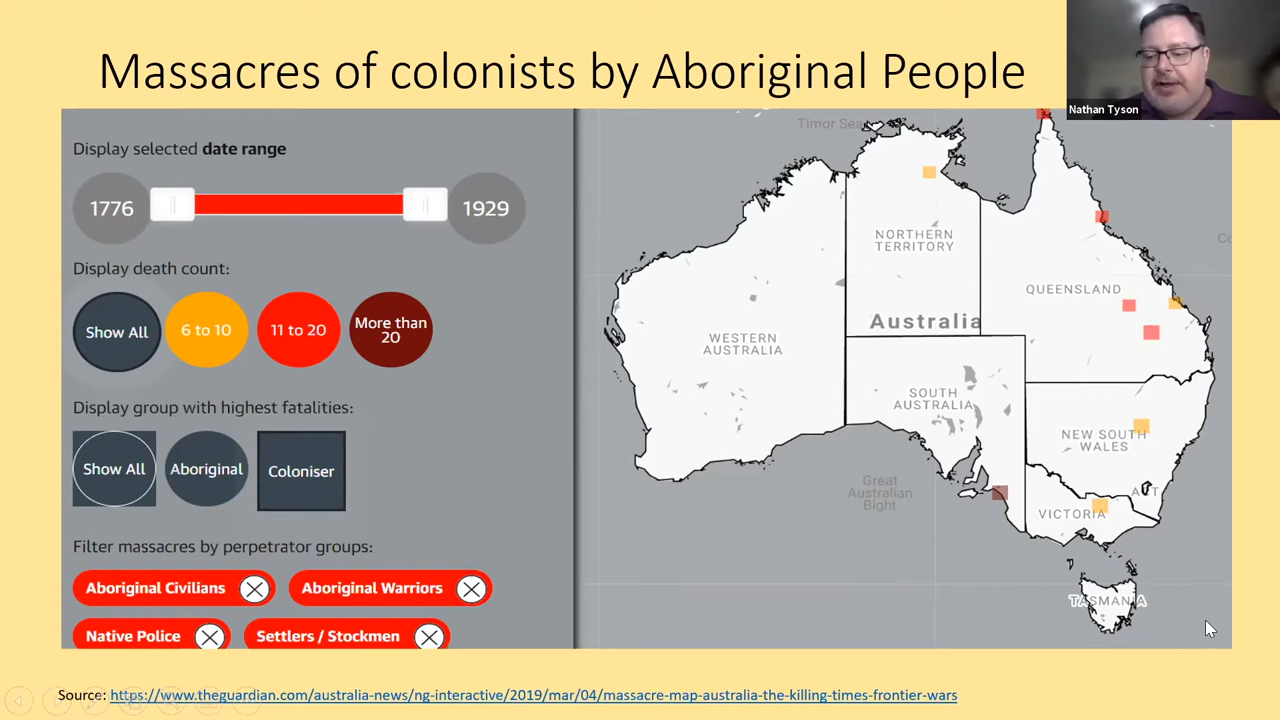 Massacres of colonists by Aboriginal People
Nathan Tyson
Display selected date range
1776
1929
Display death count:
Show All
6 to 10
11 to 20
More than
20
Display group with highest fatalities:
Show All
Aboriginal
Coloniser
Filter massacres by perpetrator groups:
Aboriginal Civilians
Aboriginal Warriors
Native Police
Settlers / Stockmen
Timor Sea
NORTHERN
TERRITORY
QUEENSLAND
Australia
WESTERN
AUSTRALIA
SOUTH
AUSTRALIA
NEW SOUTH
WALES
Great
Australian
Bight
ACT
VICTORIA
TASMANIA
Source: https://www.theguardian.com/australia-news/ng-interactive/2019/mar/04/massacre-map-australia-the-killing-times-frontier-wars